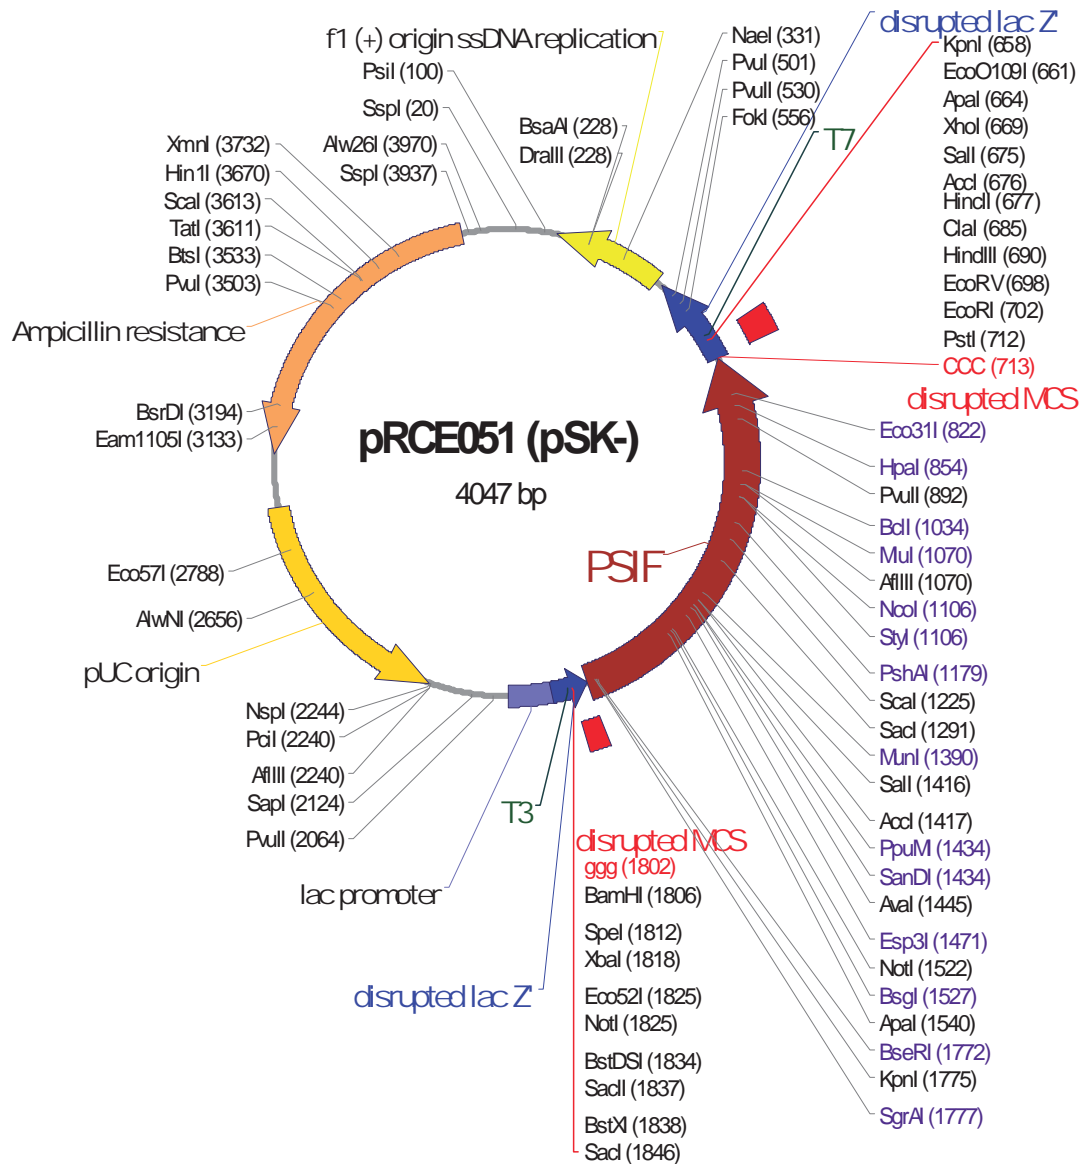 f1 (+) origin ssDNA replication
PsiI (100)
SspI (20)
Alw26I (3970)
SspI (3937)
BsaAI (228)
DraIII (228)
NaeI (331)
PvuI (501)
PvuII (530)
FokI (556)
T7
disrupted lac Z'
KpnI (658)
EcoO109I (661)
ApaI (664)
XhoI (669)
SalI (675)
AccI (676)
HincII (677)
ClaI (685)
HindIII (690)
EcoRV (698)
EcoRI (702)
PstI (712)
CCC (713)
disrupted MCS
Eco31I (822)
HpaI (854)
PvuII (892)
BclI (1034)
MluI (1070)
AflIII (1070)
NcoI (1106)
StyI (1106)
PshAI (1179)
ScaI (1225)
SacI (1291)
MunI (1390)
SalI (1416)
AccI (1417)
PpuMI (1434)
SanDI (1434)
AvaI (1445)
Esp3I (1471)
NotI (1522)
BsgI (1527)
ApaI (1540)
BseRI (1772)
KpnI (1775)
SgrAI (1777)
XmnI (3732)
Hin1I (3670)
ScaI (3613)
TatI (3611)
BtsI (3533)
PvuI (3503)
Ampicillin resistance
BsrDI (3194)
Eam1105I (3133)
pRCE051 (pSK-)
4047 bp
PSIF
Eco57I (2788)
AlwNI (2656)
pUC origin
NspI (2244)
PciI (2240)
AflIII (2240)
SapI (2124)
PvuII (2064)
lac promoter
T3
disrupted lac Z'
disrupted MCS
ggg (1802)
BamHI (1806)
SpeI (1812)
XbaI (1818)
Eco52I (1825)
NotI (1825)
BstDSI (1834)
SacII (1837)
BstXI (1838)
SacI (1846)